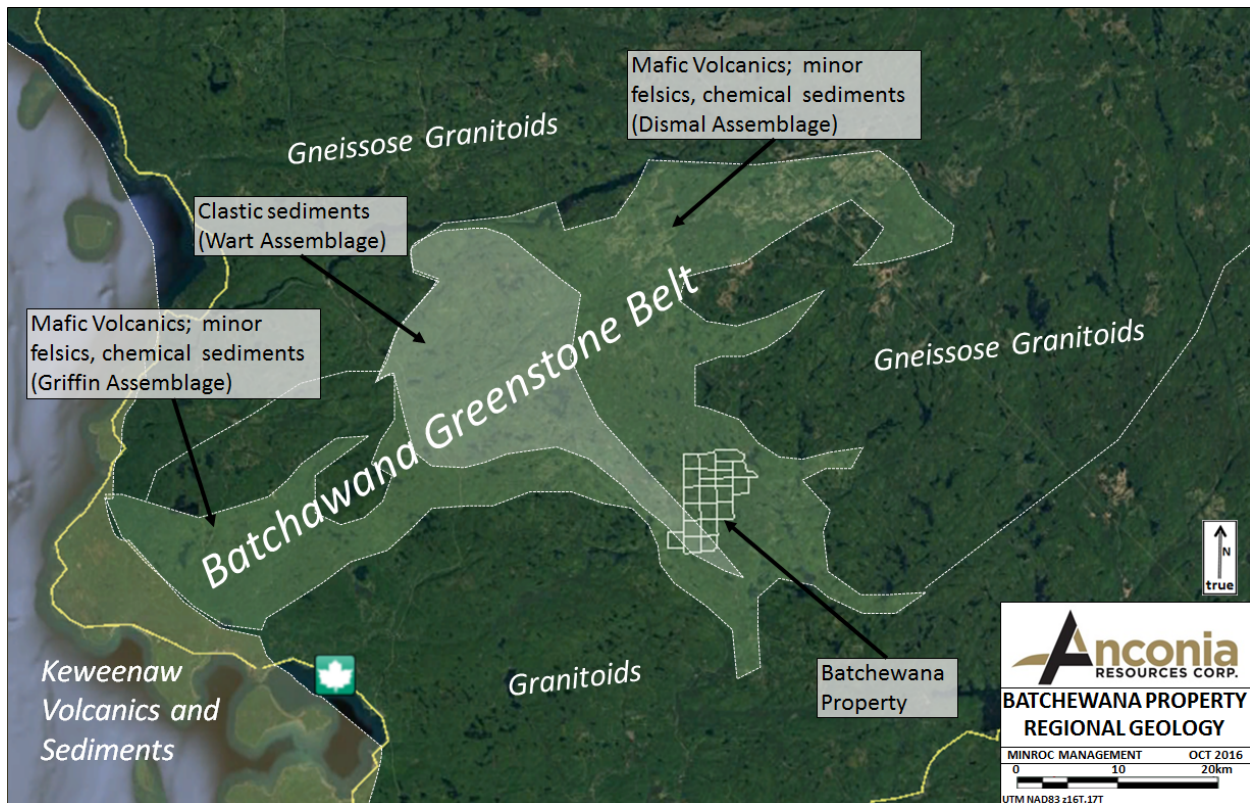 Mafic Volcanics; minor
felsics, chemical sediments
(Dismal Assemblage)
Gneissose Granitoids
Clastic sediments
(Wart Assemblage)
Mafic Volcanics; minor
felsics, chemical sediments
(Griffin Assemblage)
Batchawana Greenstone Belt
Gneissose Granitoids
Keweenaw
Volcanics and
Sediments
Granitoids
Batchewana
Property
N
true
Anconia
RESOURCES CORP.
BATCHEWANA PROPERTY
REGIONAL GEOLOGY
MINROC MANAGEMENT OCT 2016
0 10 20km
UTM NAD83 z16T,17T